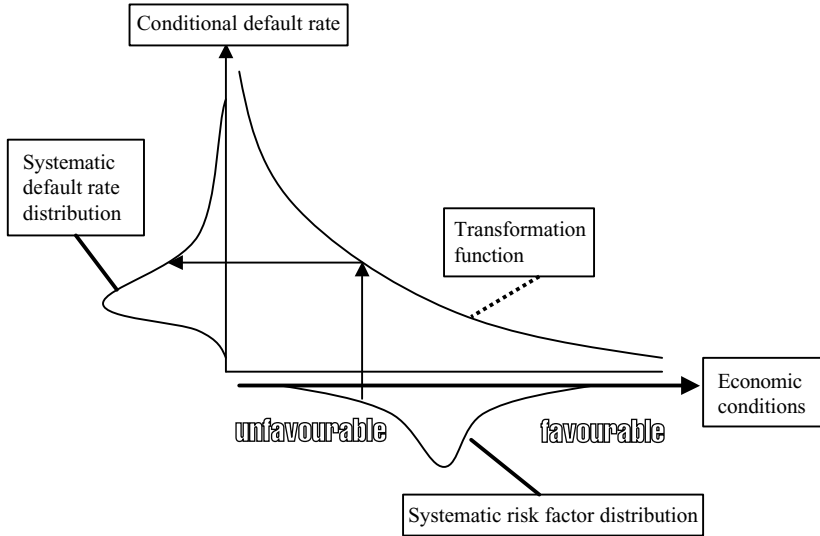 Conditional default rate
Systematic
default rate
distribution
Transformation
function
Economic
conditions
unfavourable
favourable
Systematic risk factor distribution